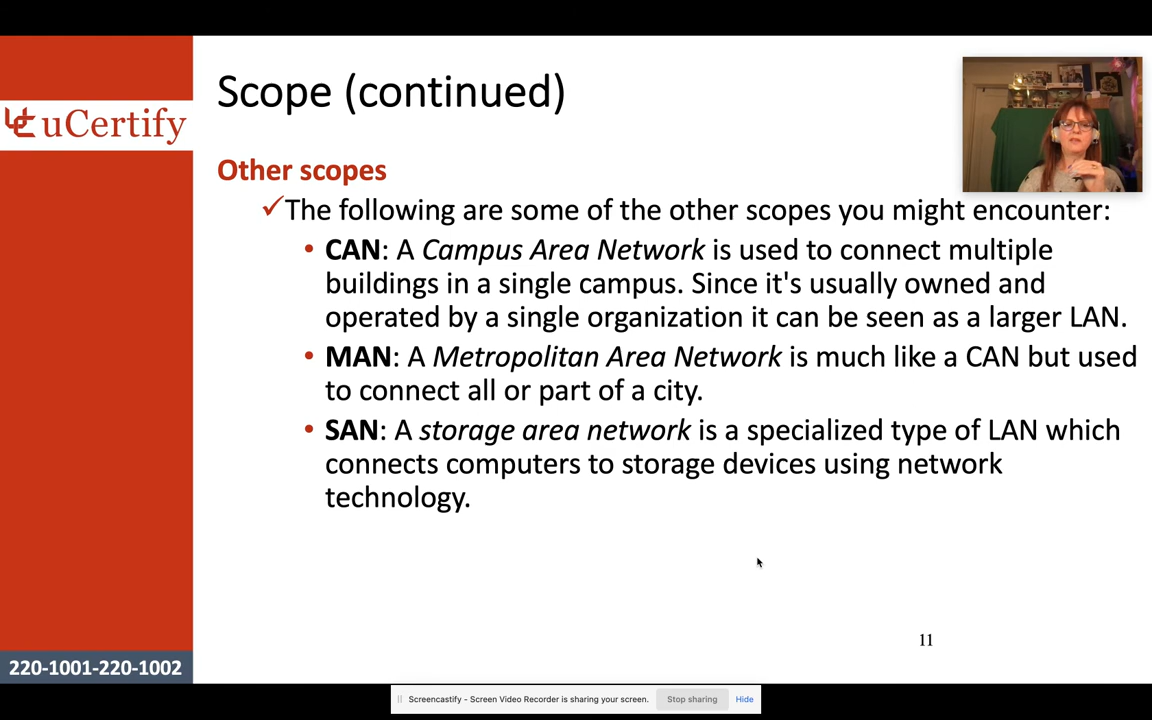 Scope (continued)
uCertify
Other scopes
✓The following are some of the other scopes you might encounter:
• CAN: A Campus Area Network is used to connect multiple
buildings in a single campus. Since it's usually owned and
operated by a single organization it can be seen as a larger LAN.
• MAN: A Metropolitan Area Network is much like a CAN but used
to connect all or part of a city.
• SAN: A storage area network is a specialized type of LAN which
connects computers to storage devices using network
technology.
11
220-1001-220-1002
Screencastify - Screen Video Recorder is sharing your screen. Stop sharing Hide